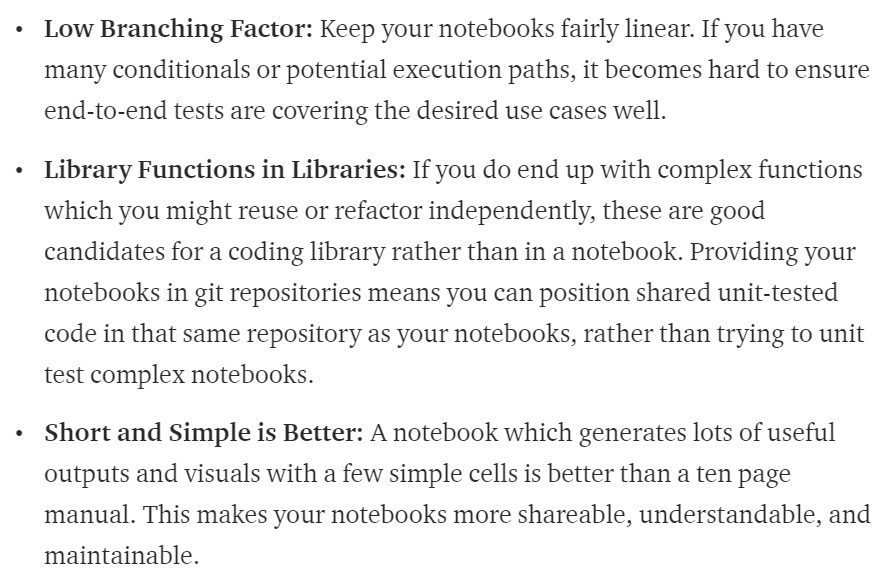 • Low Branching Factor: Keep your notebooks fairly linear. If you have
many conditionals or potential execution paths, it becomes hard to ensure
end-to-end tests are covering the desired use cases well.
• Library Functions in Libraries: If you do end up with complex functions
which you might reuse or refactor independently, these are good
candidates for a coding library rather than in a notebook. Providing your
notebooks in git repositories means you can position shared unit-tested
code in that same repository as your notebooks, rather than trying to unit
test complex notebooks.
• Short and Simple is Better: A notebook which generates lots of useful
outputs and visuals with a few simple cells is better than a ten page
manual. This makes your notebooks more shareable, understandable, and
maintainable.